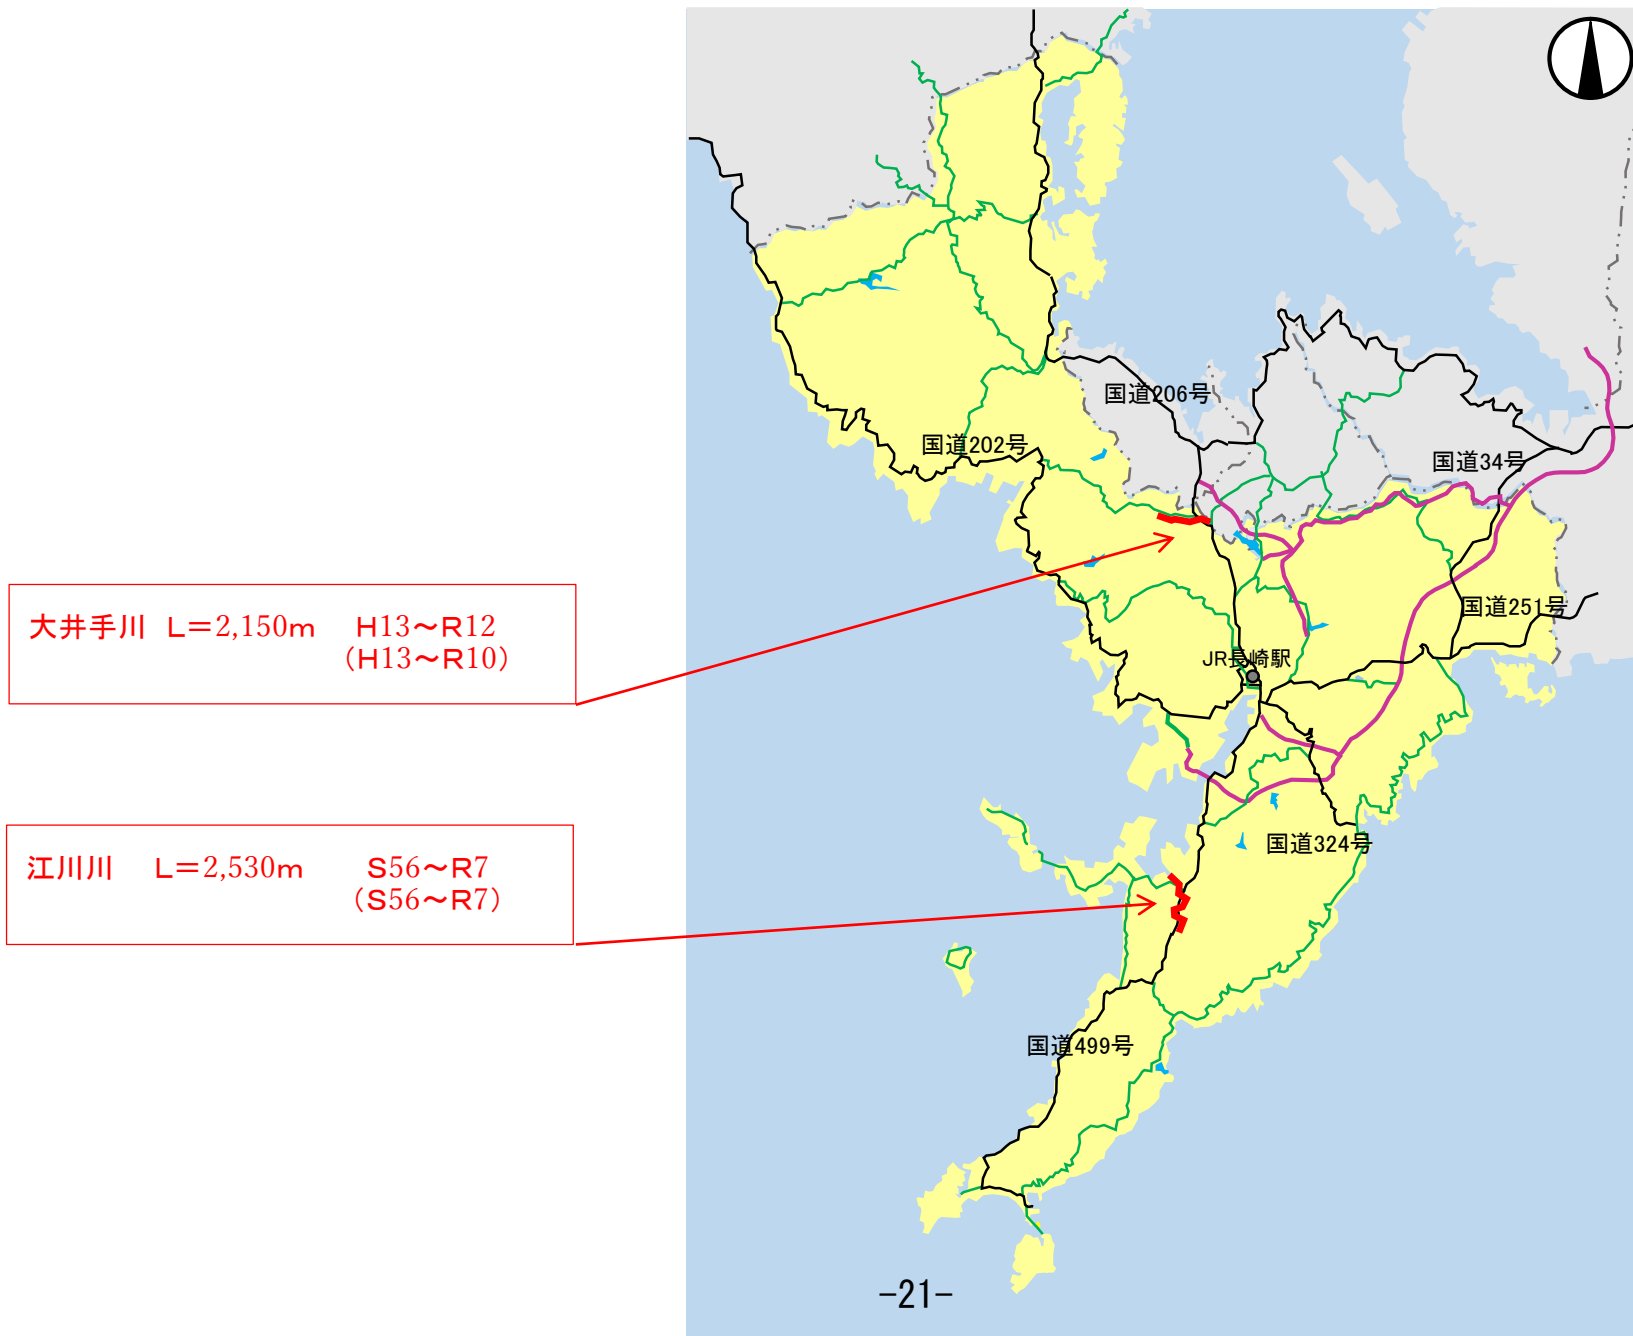 国道206号
国道202号
国道34号
大井手川 L=2,150m H13～R12
(H13～R10)
国道251号
JR長崎駅
江川川 L=2,530m S56～R7
(S56～R7)
国道324号
国道499号
-21-